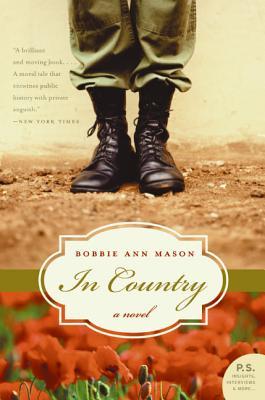 "A brilliant
and moving book. . . .
A moral tale that
entwines public
history with private
anguish."
—NEW YORK TIMES
BOBBIE ANN MASON
In Country
a novel
P.S.
INSIGHTS,
INTERVIEWS
& MORE...